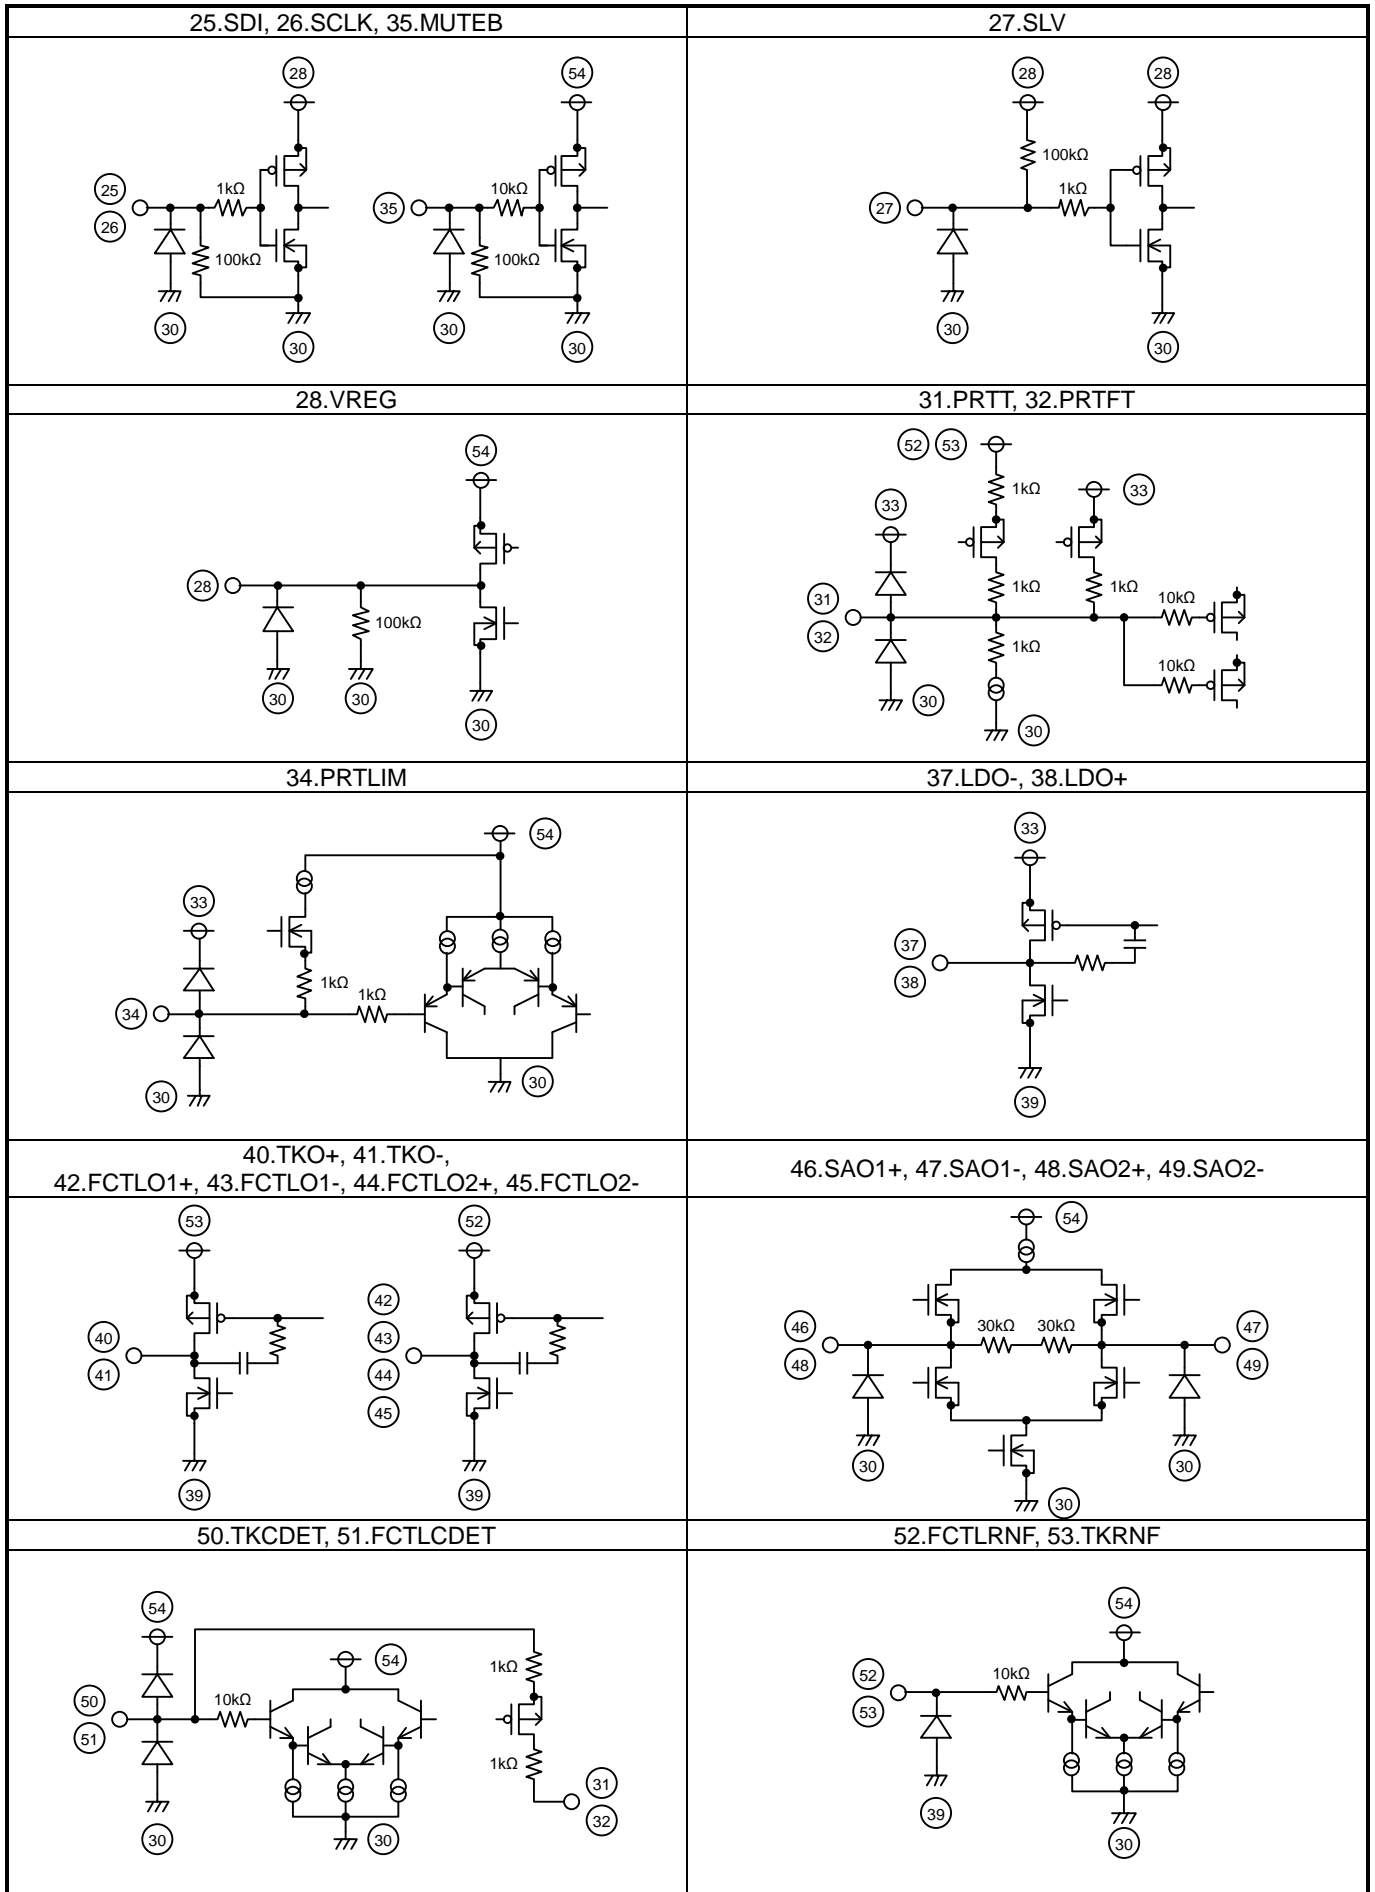 25.SDI, 26.SCLK, 35.MUTEB
28
54
25
26
1kΩ
100kΩ
30
30
35
10kΩ
100kΩ
30
30
27.SLV
28
28
100kΩ
27
1kΩ
30
30
28.VREG
54
28
100kΩ
30
30
30
31.PRTT, 32.PRTFT
52 53
33
33
1kΩ
31
32
1kΩ
1kΩ
10kΩ
1kΩ
10kΩ
30
30
34.PRTLIM
54
33
1kΩ
34
1kΩ
30
30
37.LDO-, 38.LDO+
33
37
38
39
40.TKO+, 41.TKO-,
42.FCTLO1+, 43.FCTLO1-, 44.FCTLO2+, 45.FCTLO2-
53
52
40
41
42
43
44
45
39
39
46.SAO1+, 47.SAO1-, 48.SAO2+, 49.SAO2-
54
46
48
30kΩ 30kΩ
47
49
30
30
30
50.TKCDET, 51.FCTLCDET
54
54
50
51
10kΩ
1kΩ
1kΩ
31
32
30
30
52.FCTLRNF, 53.TKRNF
54
52
53
10kΩ
39
30